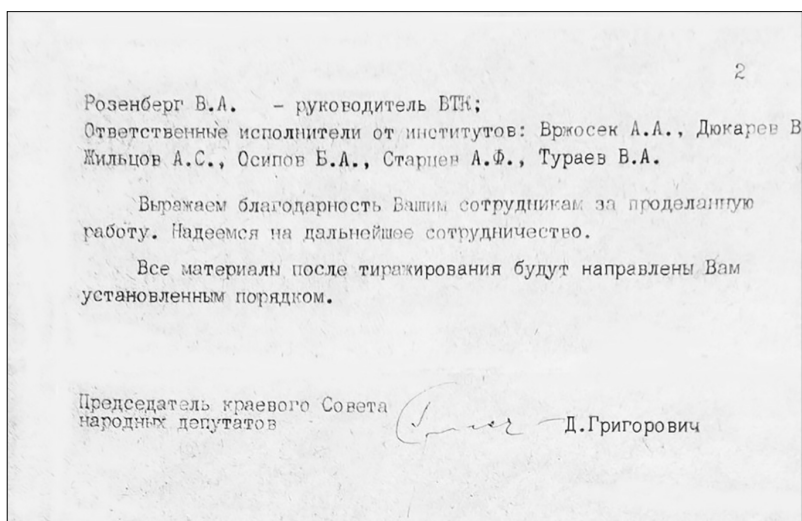 2
Розенберг В.А. – руководитель ВТК;
Ответственные исполнители от институтов: Вржосек А.А., Дюкарев В
Жильцов А.С., Осипов Б.А., Старцев А.Ф., Тураев В.А.
Выражаем благодарность Вашим сотрудникам за проделанную
работу. Надеемся на дальнейшее сотрудничество.
Все материалы после тиражирования будут направлены Вам
установленным порядком.
Председатель краевого Совета
народных депутатов
Д.Григорович